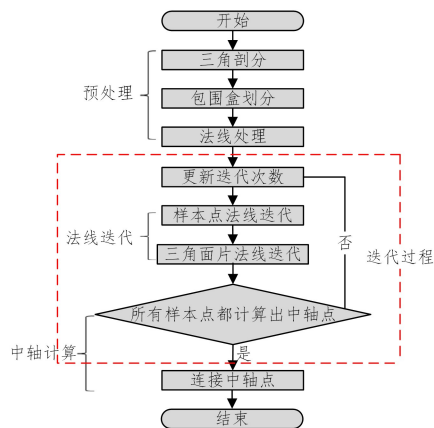 开始
三角剖分
预处理
包围盒划分
法线处理
更新迭代次数
样本点法线迭代
法线迭代
否
迭代过程
三角面片法线迭代
所有样本点都计算出中轴点
中轴计算
是
连接中轴点
结束